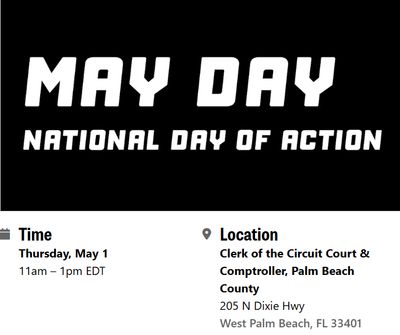 MAY DAY
NATIONAL DAY OF ACTION
Time
Thursday, May 1
11am – 1pm EDT
Location
Clerk of the Circuit Court &
Comptroller, Palm Beach
County
205 N Dixie Hwy
West Palm Beach, FL 33401